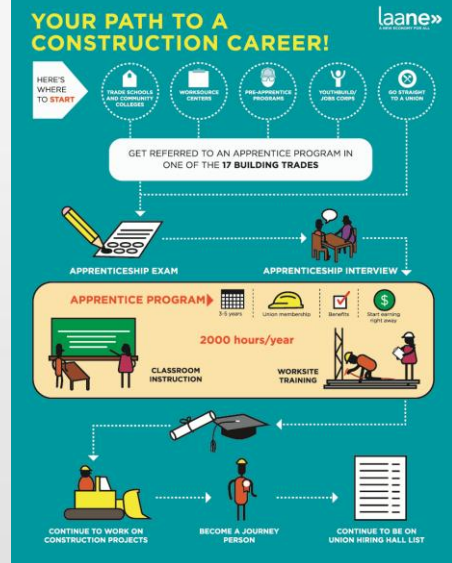 YOUR PATH TO A
CONSTRUCTION CAREER!
laane»
A NEW ECONOMY FOR ALL
HERE'S
WHERE
TO START
TRADE SCHOOLS
AND COMMUNITY
COLLEGES
WORKSOURCE
CENTERS
PRE-APPRENTICE
PROGRAMS
YOUTHBUILD/
JOBS CORPS
GO STRAIGHT
TO A UNION
GET REFERRED TO AN APPRENTICE PROGRAM IN
ONE OF THE 17 BUILDING TRADES
APPRENTICESHIP EXAM
APPRENTICESHIP INTERVIEW
APPRENTICE PROGRAM
3-5 years
Union membership
Benefits
$
Start earning
right away
2000 hours/year
CLASSROOM
INSTRUCTION
WORKSITE
TRAINING
CONTINUE TO WORK ON
CONSTRUCTION PROJECTS
BECOME A JOURNEY
PERSON
CONTINUE TO BE ON
UNION HIRING HALL LIST